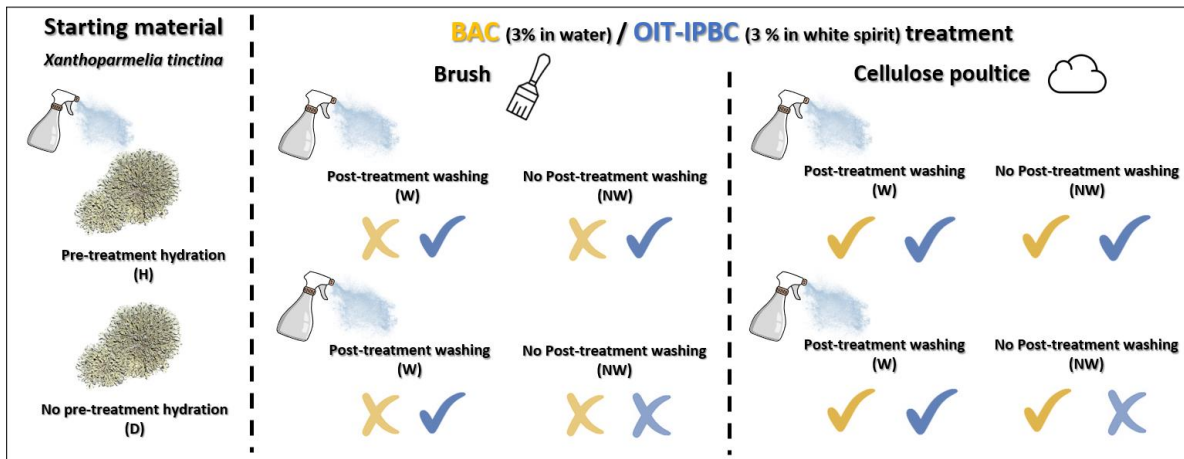 Starting material
Xanthoparmelia tinctina
Pre-treatment hydration
(H)
No pre-treatment hydration
(D)
BAC (3% in water) / OIT-IPBC (3 % in white spirit) treatment
Brush
Post-treatment washing
(W)
No Post-treatment washing
(NW)
Post-treatment washing
(W)
No Post-treatment washing
(NW)
Cellulose poultice
Post-treatment washing
(W)
No Post-treatment washing
(NW)
Post-treatment washing
(W)
No Post-treatment washing
(NW)